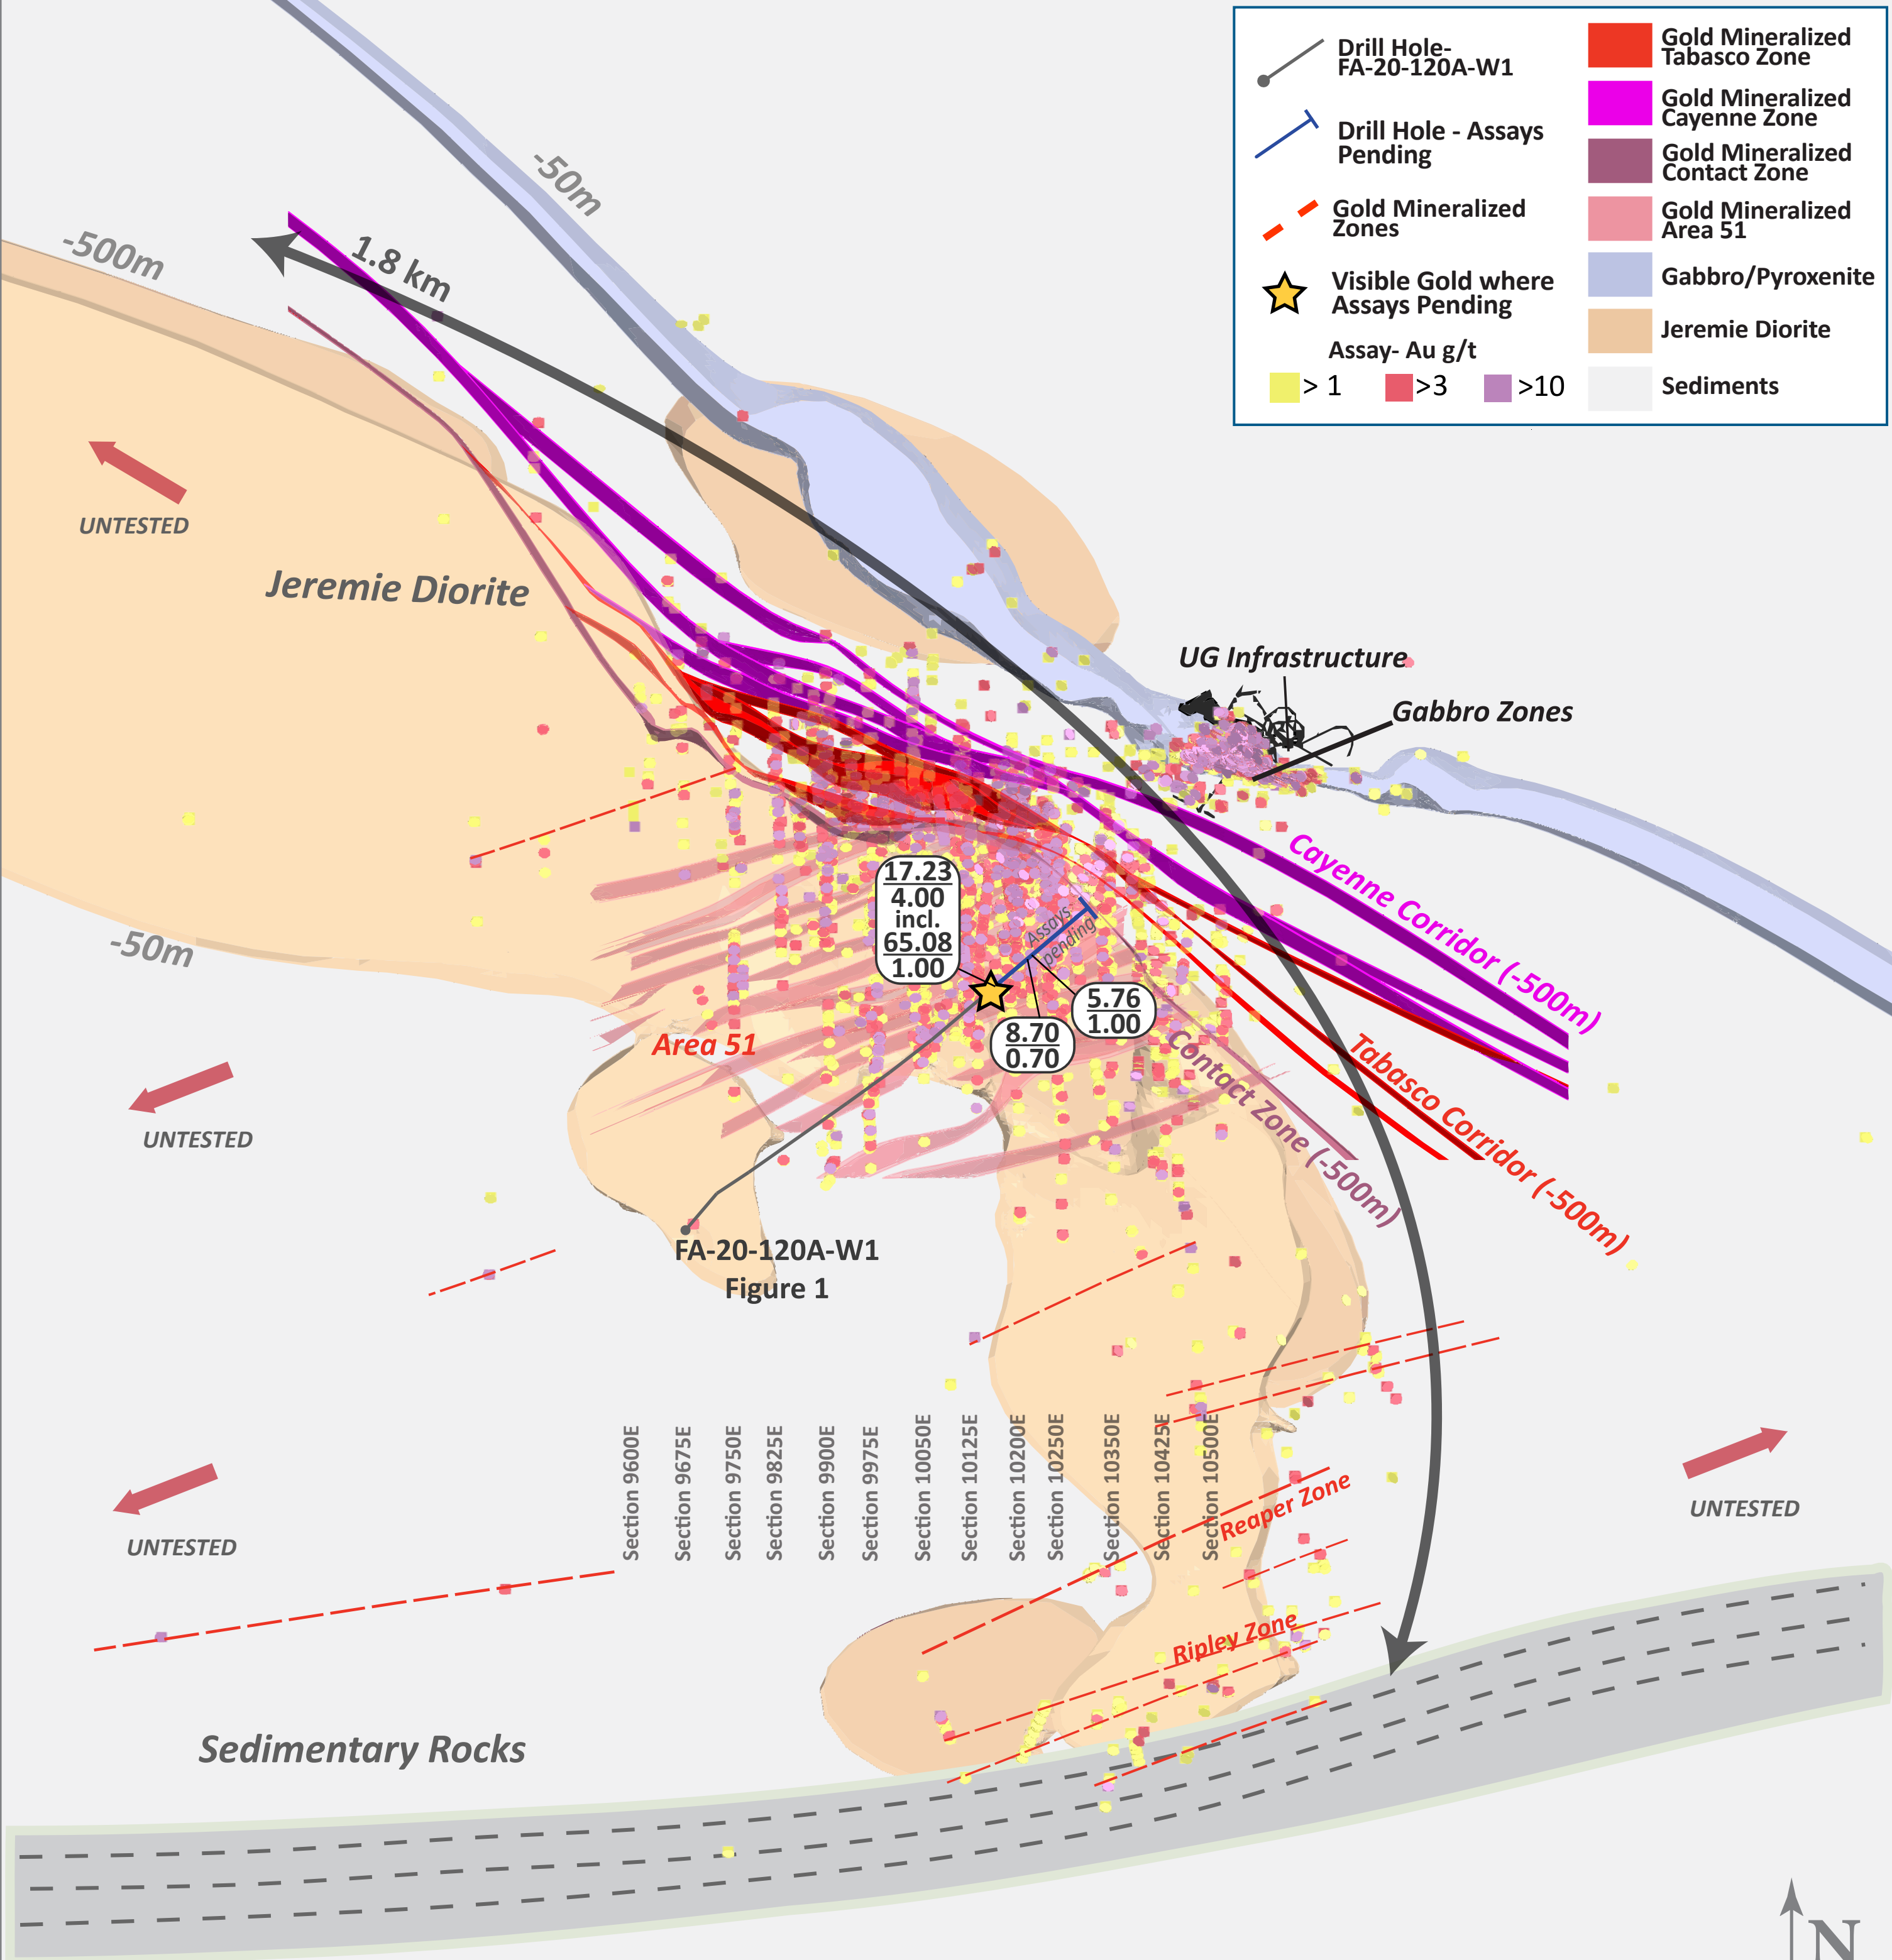 Drill Hole-
FA-20-120A-W1
Drill Hole - Assays
Pending
Gold Mineralized
Zones
Visible Gold where
Assays Pending
Assay- Au g/t
> 1
>3
>10
Gold Mineralized
Tabasco Zone
Gold Mineralized
Cayenne Zone
Gold Mineralized
Contact Zone
Gold Mineralized
Area 51
Gabbro/Pyroxenite
Jeremie Diorite
Sediments
-50m
-500m
1.8 km
UNTESTED
Jeremie Diorite
UG Infrastructure
Gabbro Zones
Cayenne Corridor (-500m)
17.23
4.00
incl.
65.08
1.00
Assays
pending
5.76
1.00
8.70
0.70
-50m
Area 51
Contact Zone (-500m)
Tabasco Corridor (-500m)
UNTESTED
FA-20-120A-W1
Figure 1
Section 9600E
Section 9675E
Section 9750E
Section 9825E
Section 9900E
Section 9975E
Section 10050E
Section 10125E
Section 10200E
Section 10250E
Section 10350E
Section 10425E
Section 10500E
Reaper Zone
UNTESTED
UNTESTED
Ripley Zone
Sedimentary Rocks
N